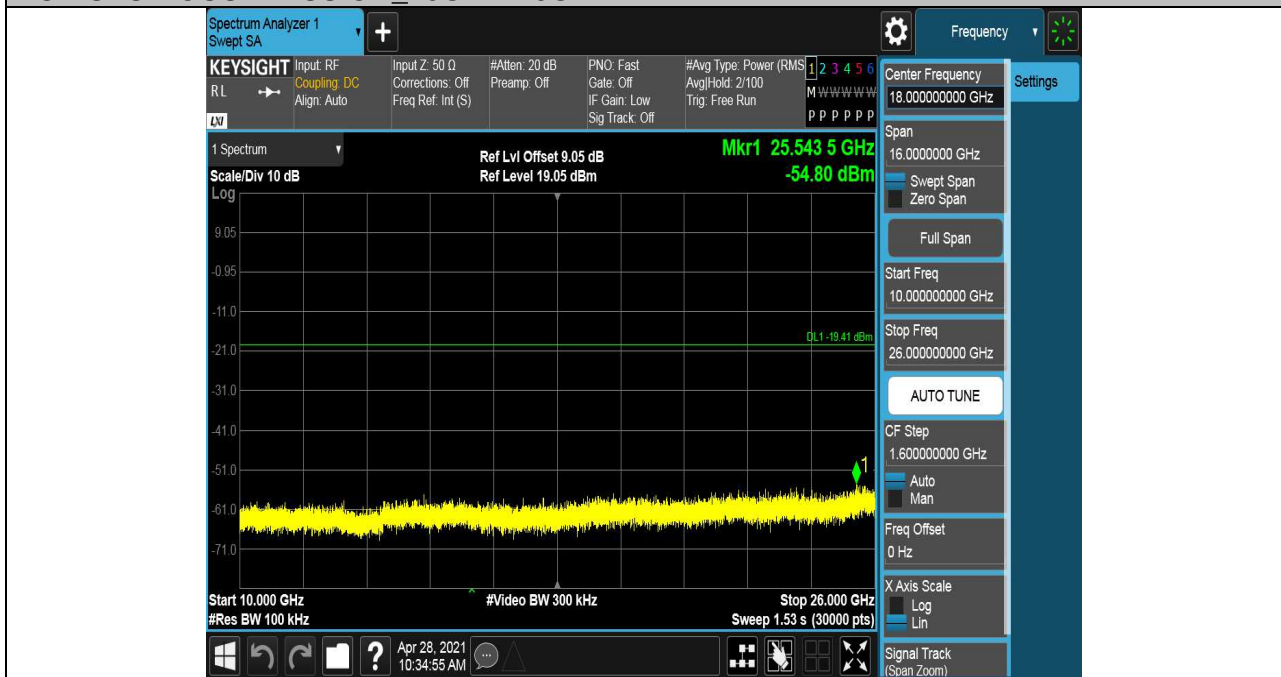 Spectrum Analyzer 1
Swept SA
Frequency
KEYSIGHT
RL
LXI
Input: RF
Coupling: DC
Align: Auto
Input Z: 50 Ω
Corrections: Off
Freq Ref: Int (S)
#Atten: 20 dB
Preamp: Off
PNO: Fast
Gate: Off
IF Gain: Low
Sig Track: Off
#Avg Type: Power (RMS
Avg|Hold: 2/100
Trig: Free Run
1 2 3 4 5 6
M W W W W W
P P P P P P
1 Spectrum
Scale/Div 10 dB
Ref Lvl Offset 9.05 dB
Ref Level 19.05 dBm
Mkr1 25.543 5 GHz
-54.80 dBm
Log
9.05
-0.95
-11.0
DL1 -19.41 dBm
-21.0
-31.0
-41.0
-51.0
1
-61.0
-71.0
Start 10.000 GHz
#Video BW 300 kHz
Stop 26.000 GHz
#Res BW 100 kHz
Sweep 1.53 s (30000 pts)
?
Apr 28, 2021
10:34:55 AM
Center Frequency
18.000000000 GHz
Settings
Span
16.0000000 GHz
Swept Span
Zero Span
Full Span
Start Freq
10.000000000 GHz
Stop Freq
26.000000000 GHz
AUTO TUNE
CF Step
1.600000000 GHz
Auto
Man
Freq Offset
0 Hz
X Axis Scale
Log
Lin
Signal Track
(Span Zoom)